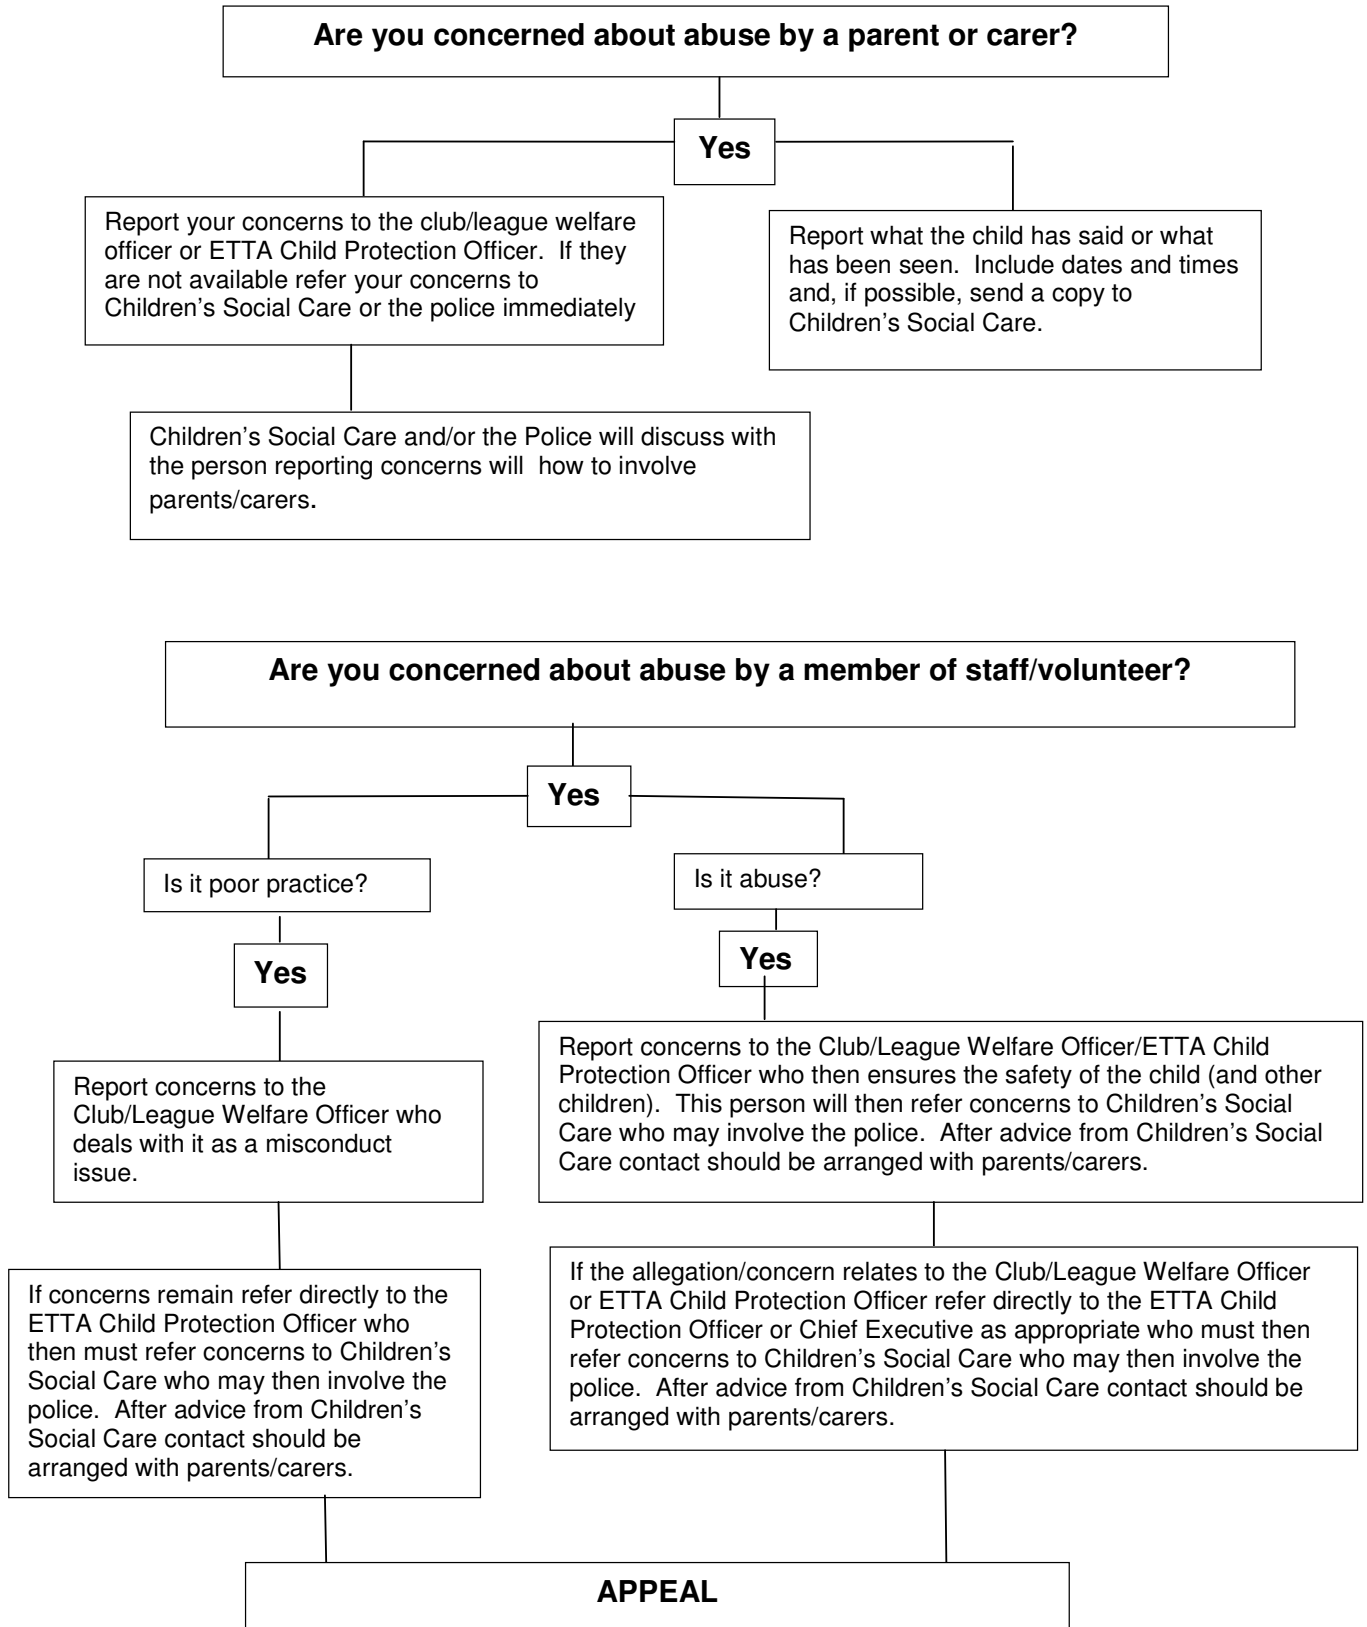 Are you concerned about abuse by a parent or carer?
Yes
Report your concerns to the club/league welfare
officer or ETTA Child Protection Officer.  If they
are not available refer your concerns to
Children's Social Care or the police immediately
Report what the child has said or what
has been seen.  Include dates and times
and, if possible, send a copy to
Children's Social Care.
Children's Social Care and/or the Police will discuss with
the person reporting concerns will  how to involve
parents/carers.
Are you concerned about abuse by a member of staff/volunteer?
Yes
Is it poor practice?
Yes
Report concerns to the
Club/League Welfare Officer who
deals with it as a misconduct
issue.
If concerns remain refer directly to the
ETTA Child Protection Officer who
then must refer concerns to Children's
Social Care who may then involve the
police.  After advice from Children's
Social Care contact should be
arranged with parents/carers.
Is it abuse?
Yes
Report concerns to the Club/League Welfare Officer/ETTA Child
Protection Officer who then ensures the safety of the child (and other
children).  This person will then refer concerns to Children's Social
Care who may involve the police.  After advice from Children's Social
Care contact should be arranged with parents/carers.
If the allegation/concern relates to the Club/League Welfare Officer
or ETTA Child Protection Officer refer directly to the ETTA Child
Protection Officer or Chief Executive as appropriate who must then
refer concerns to Children's Social Care who may then involve the
police.  After advice from Children's Social Care contact should be
arranged with parents/carers.
APPEAL